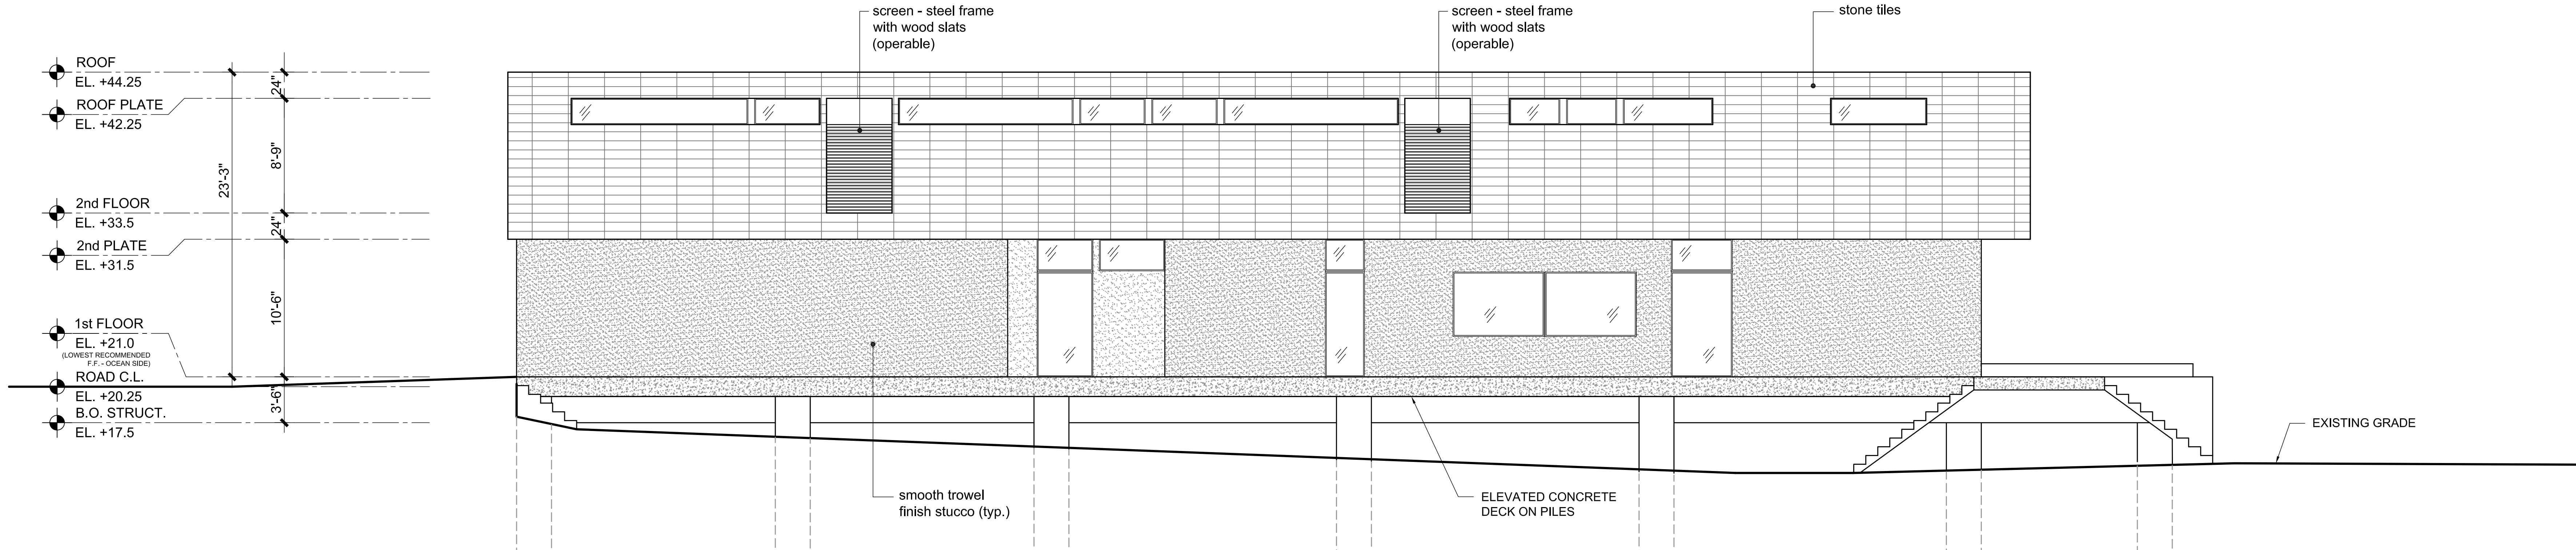 screen - steel frame
with wood slats
(operable)
screen - steel frame
with wood slats
(operable)
stone tiles
ROOF
EL. +44.25
ROOF PLATE
EL. +42.25
2nd FLOOR
EL. +33.5
2nd PLATE
EL. +31.5
1st FLOOR
EL. +21.0
(LOWEST RECOMMENDED
F.F. - OCEAN SIDE)
ROAD C.L.
EL. +20.25
B.O. STRUCT.
EL. +17.5
23'-3"
24"
8'-9"
24"
10'-6"
3'-6"
smooth trowel
finish stucco (typ.)
ELEVATED CONCRETE
DECK ON PILES
EXISTING GRADE